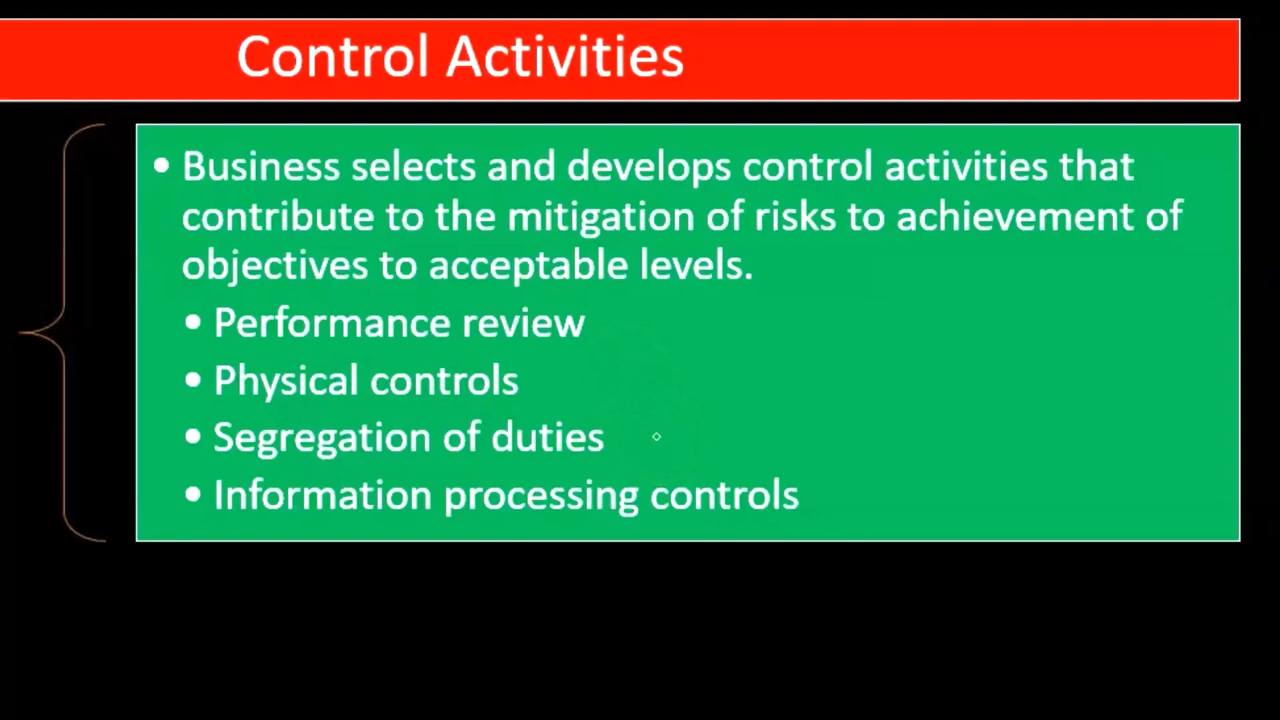 Control Activities
• Business selects and develops control activities that
contribute to the mitigation of risks to achievement of
objectives to acceptable levels.
• Performance review
• Physical controls
• Segregation of duties
• Information processing controls